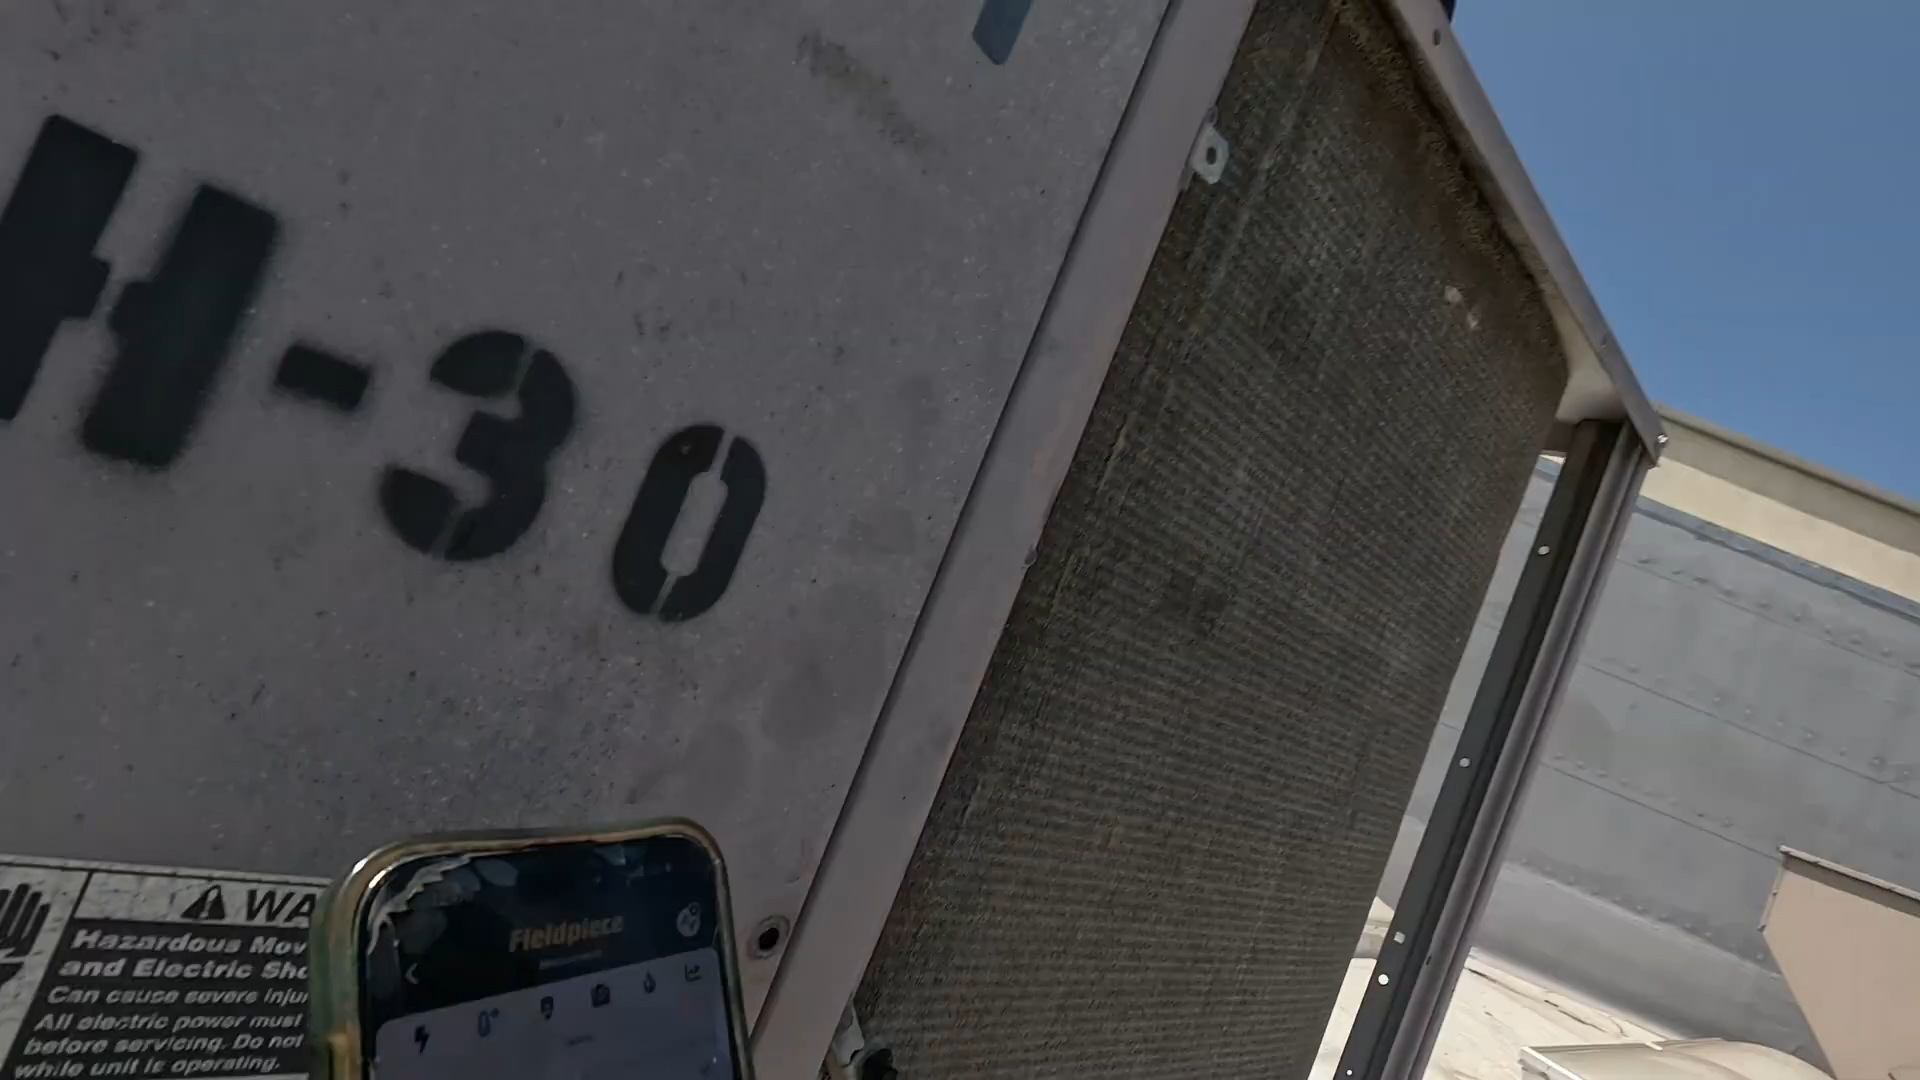 H-30
WA
Hazardous Mov
and Electric Sho
Can cause severe injur
All electric power must
before servicing. Do not
while unit is operating.
Fieldpiece